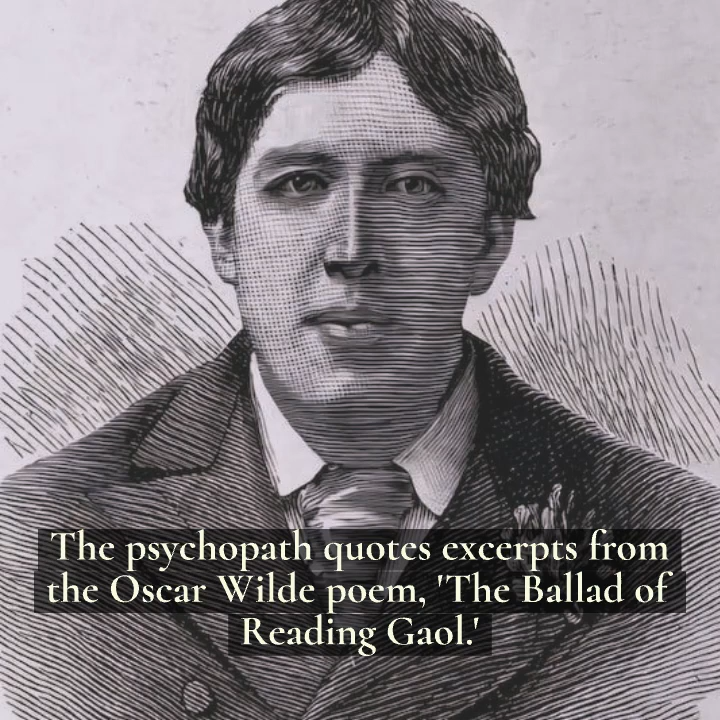 The psychopath quotes excerpts from
the Oscar Wilde poem, 'The Ballad of
Reading Gaol.'